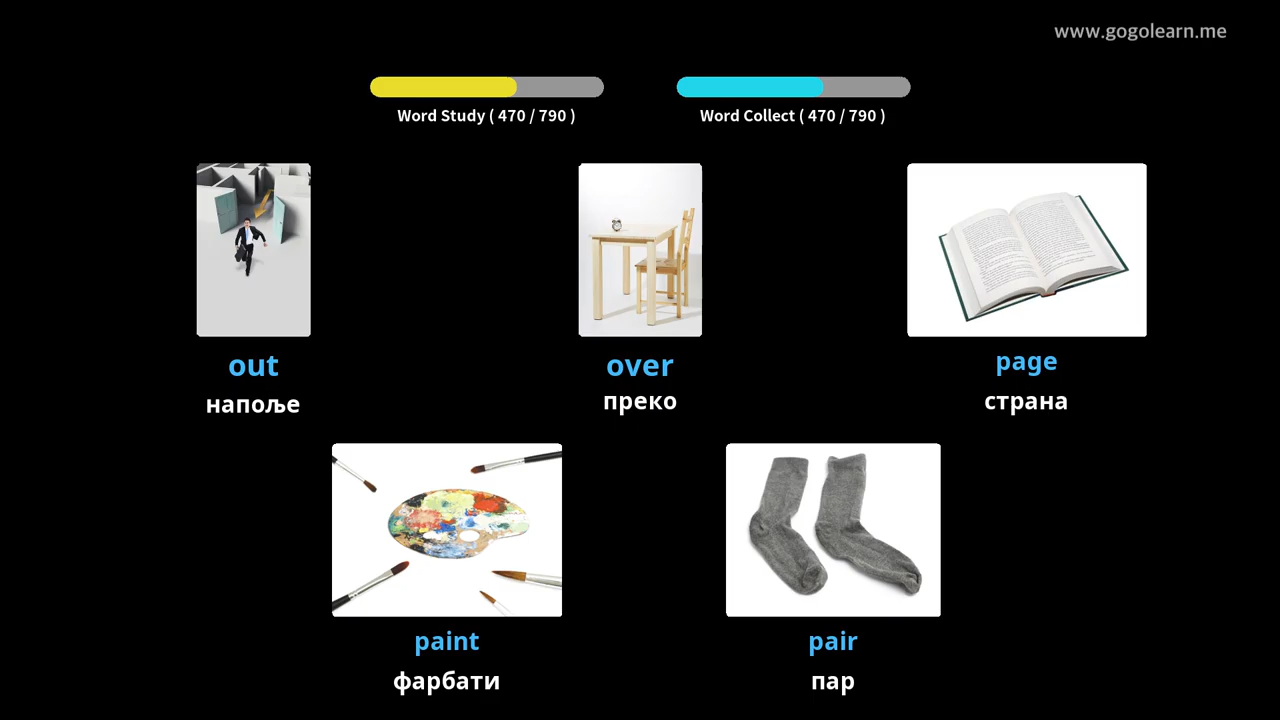 www.gogolearn.me
Word Study ( 470 / 790 )
Word Collect ( 470 / 790 )
out
напоље
over
преко
page
страна
paint
фарбати
pair
пар